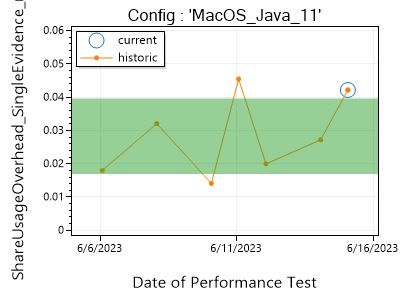 Config : 'MacOS_Java_11'
current
historic
0.06
0.05
0.04
0.03
0.02
0.01
0
ShareUsageOverhead_SingleEvidence_
6/6/2023
6/11/2023
6/16/2023
Date of Performance Test